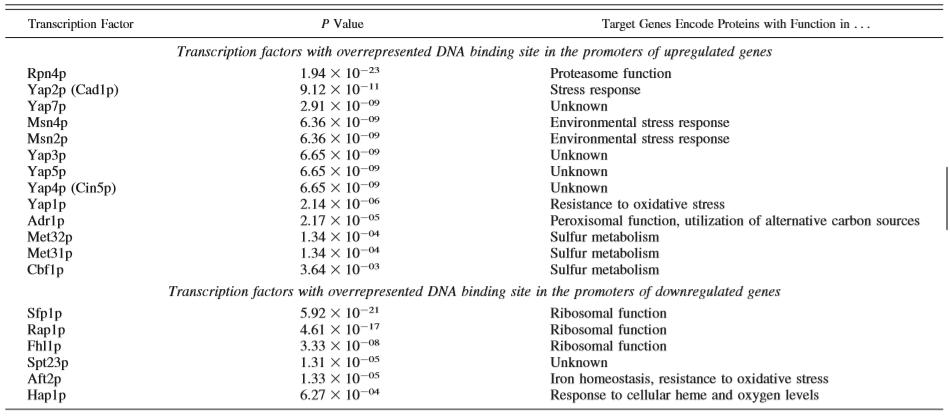 Transcription Factor P Value Target Genes Encode Proteins with Function in . . .
Transcription factors with overrepresented DNA binding site in the promoters of upregulated genes
Rpn4p 1.94 × 10⁻²³ Proteasome function
Yap2p (Cad1p) 9.12 × 10⁻¹¹ Stress response
Yap7p 2.91 × 10⁻⁰⁹ Unknown
Msn4p 6.36 × 10⁻⁰⁹ Environmental stress response
Msn2p 6.36 × 10⁻⁰⁹ Environmental stress response
Yap3p 6.65 × 10⁻⁰⁹ Unknown
Yap5p 6.65 × 10⁻⁰⁹ Unknown
Yap4p (Cin5p) 6.65 × 10⁻⁰⁹ Unknown
Yap1p 2.14 × 10⁻⁰⁶ Resistance to oxidative stress
Adr1p 2.17 × 10⁻⁰⁵ Peroxisomal function, utilization of alternative carbon sources
Met32p 1.34 × 10⁻⁰⁴ Sulfur metabolism
Met31p 1.34 × 10⁻⁰⁴ Sulfur metabolism
Cbf1p 3.64 × 10⁻⁰³ Sulfur metabolism
Transcription factors with overrepresented DNA binding site in the promoters of downregulated genes
Sfp1p 5.92 × 10⁻²¹ Ribosomal function
Rap1p 4.61 × 10⁻¹⁷ Ribosomal function
Fhl1p 3.33 × 10⁻⁰⁸ Ribosomal function
Spt23p 1.31 × 10⁻⁰⁵ Unknown
Aft2p 1.33 × 10⁻⁰⁵ Iron homeostasis, resistance to oxidative stress
Hap1p 6.27 × 10⁻⁰⁴ Response to cellular heme and oxygen levels